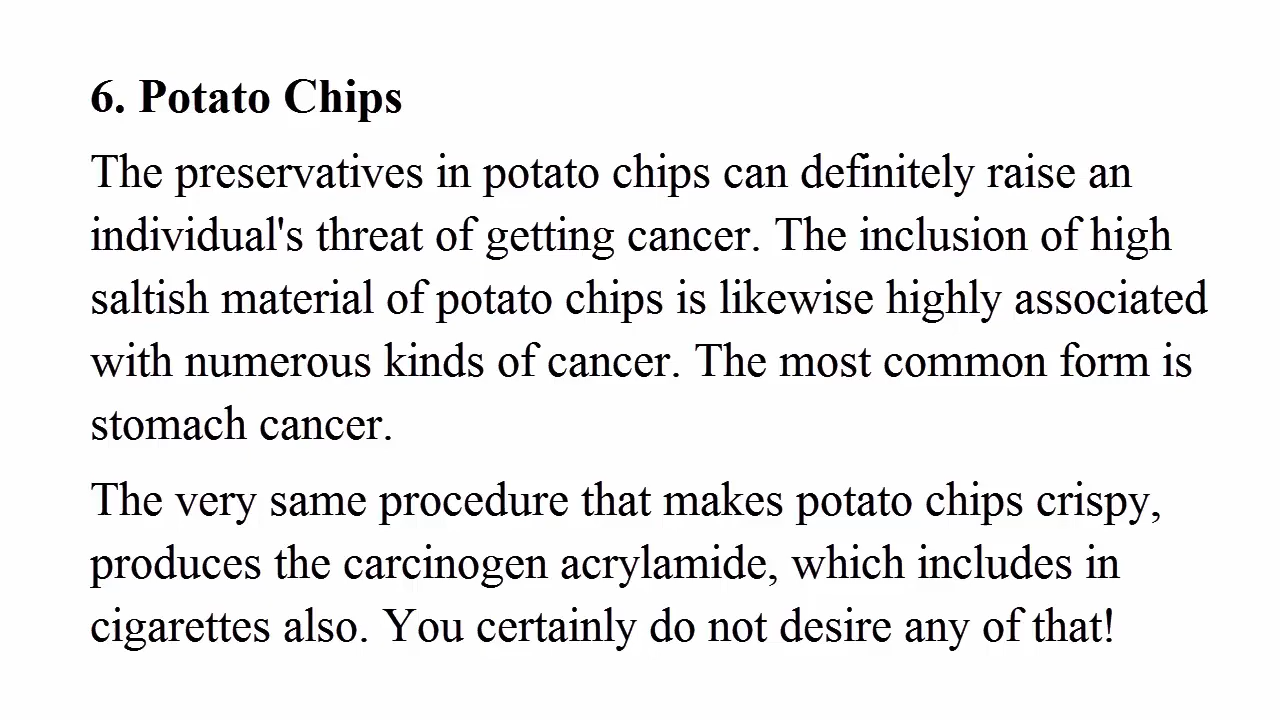 6. Potato Chips
The preservatives in potato chips can definitely raise an
individual's threat of getting cancer. The inclusion of high
saltish material of potato chips is likewise highly associated
with numerous kinds of cancer. The most common form is
stomach cancer.
The very same procedure that makes potato chips crispy,
produces the carcinogen acrylamide, which includes in
cigarettes also. You certainly do not desire any of that!